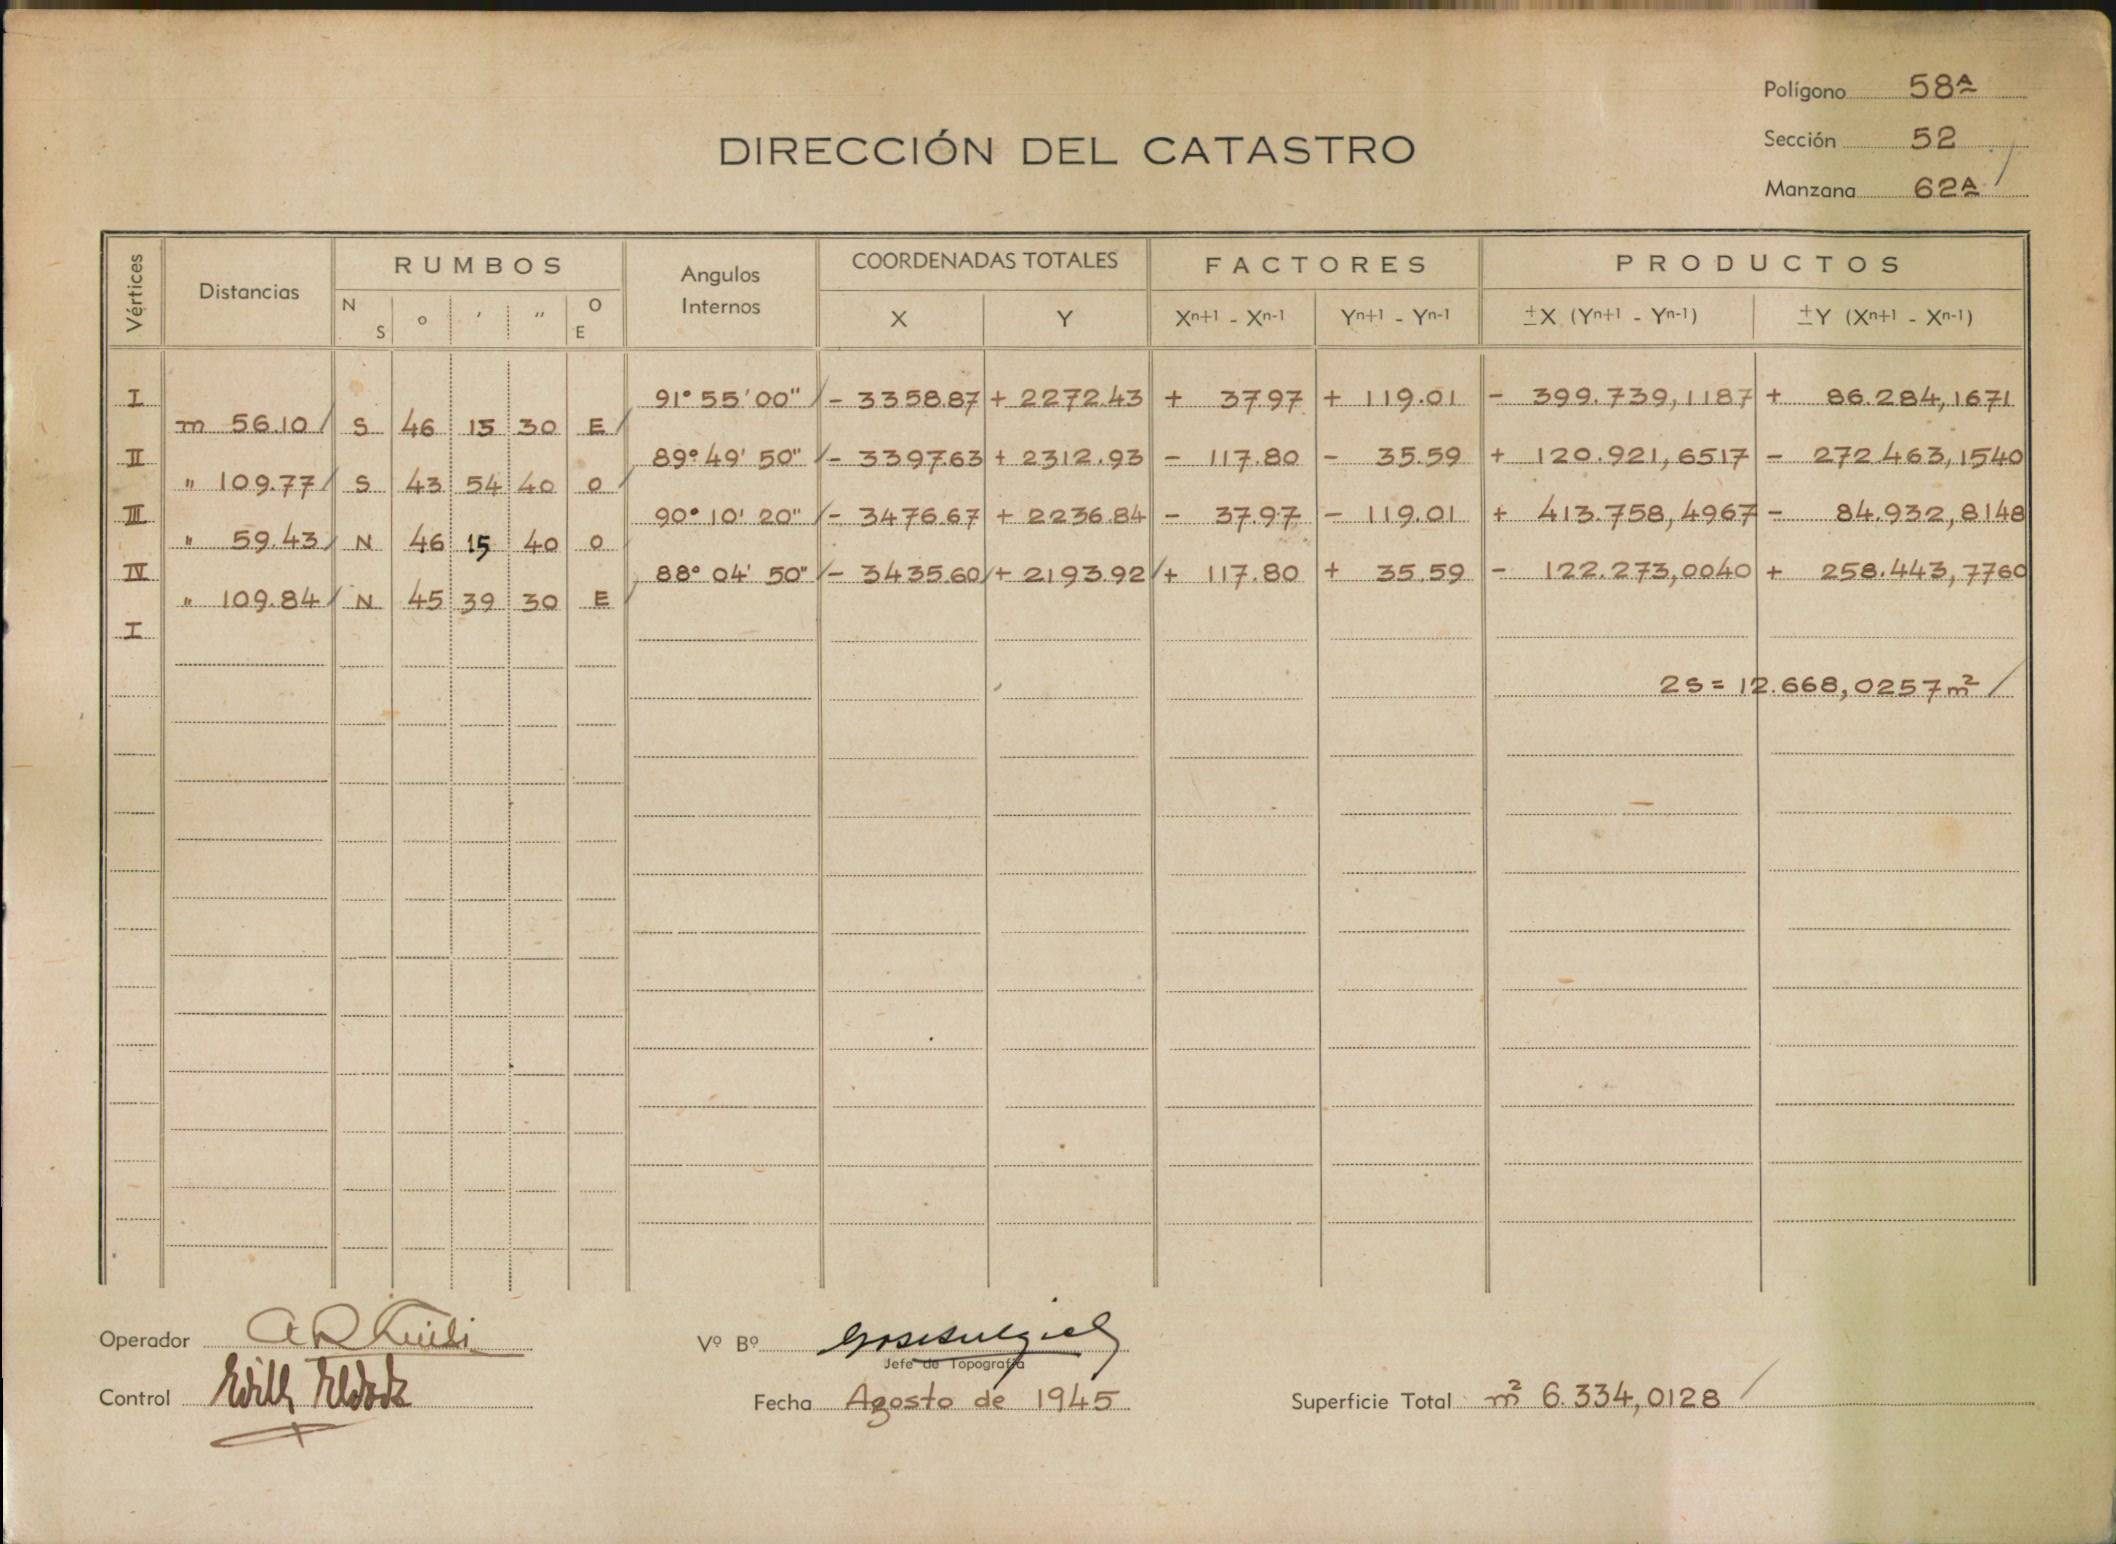 Polígono 58ª
DIRECCIÓN DEL CATASTRO
Sección 52
Manzana 62ª
Vértices Distancias RUMBOS Angulos Internos COORDENADAS TOTALES FACTORES PRODUCTOS
N S ° ' " O E X Y Xn+1 - Xn-1 Yn+1 - Yn-1 ±X (Yn+1 - Yn-1) ±Y (Xn+1 - Xn-1)
I 91° 55' 00" - 3358.87 + 2272.43 + 37.97 + 119.01 - 399.739,1187 + 86.284,1671
m 56.10 S 46 15 30 E
II 89° 49' 50" - 3397.63 + 2312.93 - 117.80 - 35.59 + 120.921,6517 - 272.463,1540
" 109.77 S 43 54 40 O
III 90° 10' 20" - 3476.67 + 2236.84 - 37.97 - 119.01 + 413.758,4967 - 84.932,8148
" 59.43 N 46 15 40 O
IV 88° 04' 50" - 3435.60 + 2193.92 + 117.80 + 35.59 - 122.273,0040 + 258.443,7760
" 109.84 N 45 39 30 E
I
2S = 12.668,0257 m²
Operador
Vº Bº
Jefe de Topografía
Control
Fecha Agosto de 1945
Superficie Total m² 6.334,0128